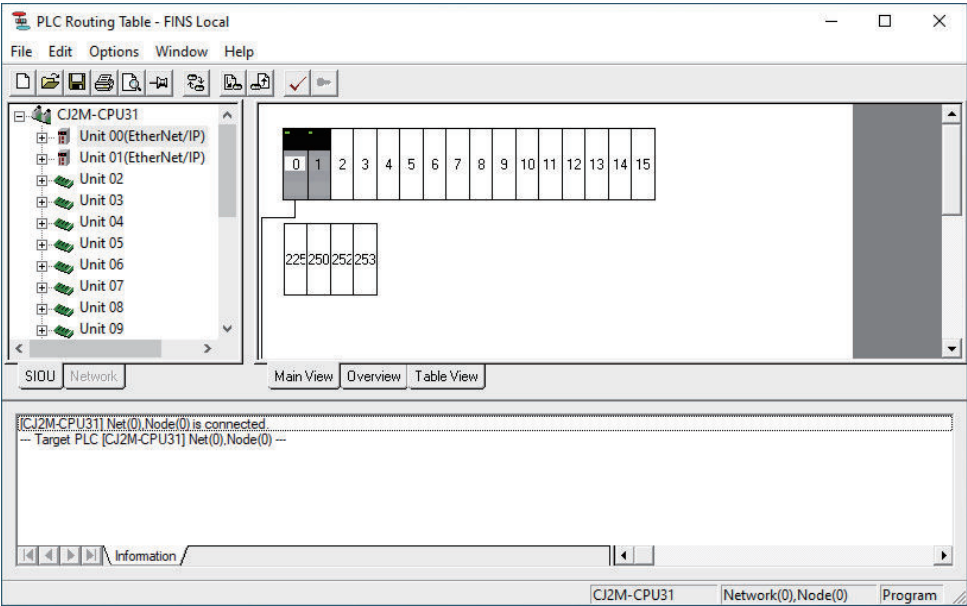 PLC Routing Table - FINS Local
File Edit Options Window Help
CJ2M-CPU31
Unit 00(EtherNet/IP)
Unit 01(EtherNet/IP)
Unit 02
Unit 03
Unit 04
Unit 05
Unit 06
Unit 07
Unit 08
Unit 09
SIOU Network
0 1 2 3 4 5 6 7 8 9 10 11 12 13 14 15
225 250 252 253
Main View Overview Table View
[CJ2M-CPU31] Net(0),Node(0) is connected.
--- Target PLC [CJ2M-CPU31] Net(0),Node(0) ---
Information
CJ2M-CPU31 Network(0),Node(0) Program